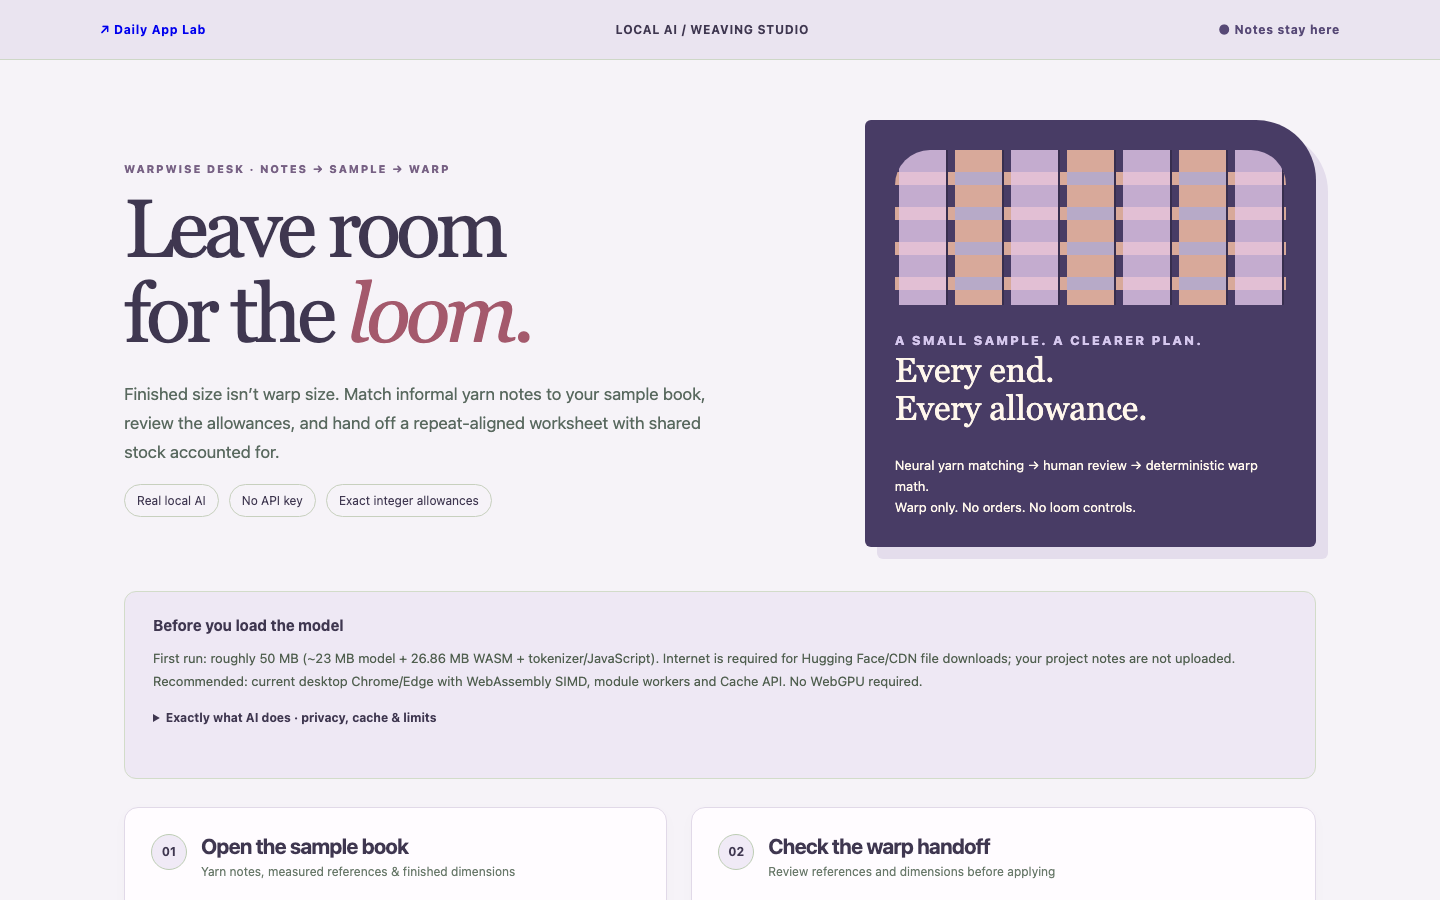 ↗ Daily App Lab
LOCAL AI / WEAVING STUDIO
● Notes stay here
WARPWISE DESK · NOTES → SAMPLE → WARP
Leave room
for the loom.
Finished size isn’t warp size. Match informal yarn notes to your sample book,
review the allowances, and hand off a repeat-aligned worksheet with shared
stock accounted for.
Real local AI
No API key
Exact integer allowances
A SMALL SAMPLE. A CLEARER PLAN.
Every end.
Every allowance.
Neural yarn matching → human review → deterministic warp
math.
Warp only. No orders. No loom controls.
Before you load the model
First run: roughly 50 MB (~23 MB model + 26.86 MB WASM + tokenizer/JavaScript). Internet is required for Hugging Face/CDN file downloads; your project notes are not uploaded.
Recommended: current desktop Chrome/Edge with WebAssembly SIMD, module workers and Cache API. No WebGPU required.
▶ Exactly what AI does · privacy, cache & limits
01
Open the sample book
Yarn notes, measured references & finished dimensions
02
Check the warp handoff
Review references and dimensions before applying